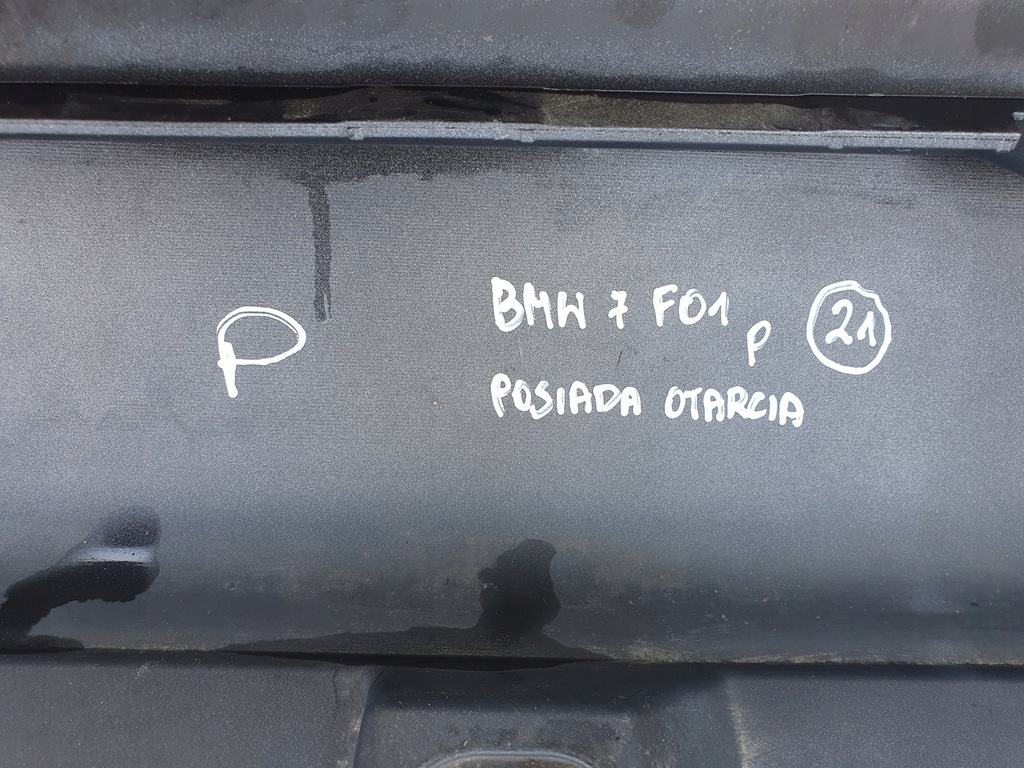 P
BMW 7 F01 P 21
POSIADA OTARCIA